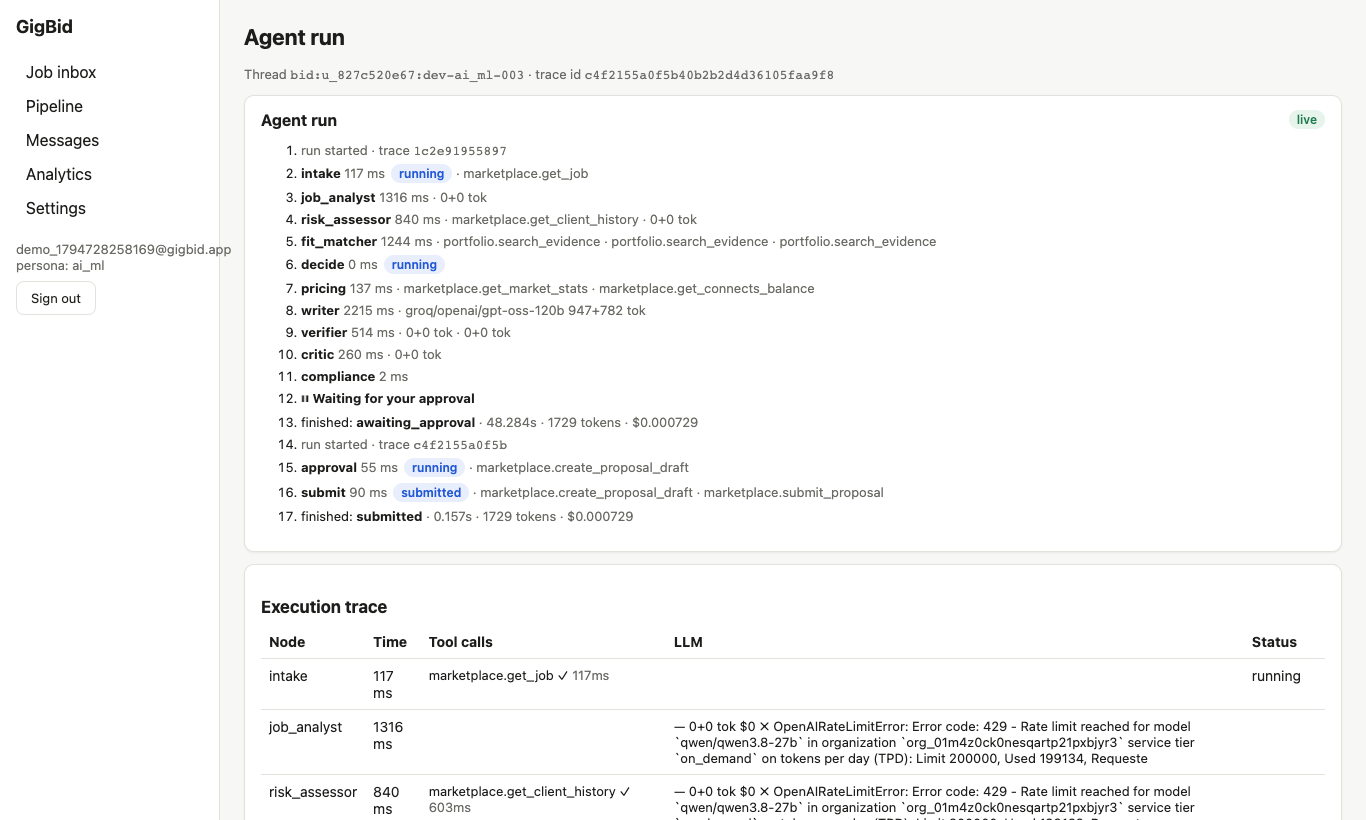 GigBid
Job inbox
Pipeline
Messages
Analytics
Settings
demo_1794728258169@gigbid.app
persona: ai_ml
Sign out
Agent run
Thread bid:u_827c520e67:dev-ai_ml-003 · trace id c4f2155a0f5b40b2b2d4d36105faa9f8
Agent run
live
1. run started · trace 1c2e91955897
2. intake 117 ms running · marketplace.get_job
3. job_analyst 1316 ms · 0+0 tok
4. risk_assessor 840 ms · marketplace.get_client_history · 0+0 tok
5. fit_matcher 1244 ms · portfolio.search_evidence · portfolio.search_evidence · portfolio.search_evidence
6. decide 0 ms running
7. pricing 137 ms · marketplace.get_market_stats · marketplace.get_connects_balance
8. writer 2215 ms · groq/openai/gpt-oss-120b 947+782 tok
9. verifier 514 ms · 0+0 tok · 0+0 tok
10. critic 260 ms · 0+0 tok
11. compliance 2 ms
12. ⏸ Waiting for your approval
13. finished: awaiting_approval · 48.284s · 1729 tokens · $0.000729
14. run started · trace c4f2155a0f5b
15. approval 55 ms running · marketplace.create_proposal_draft
16. submit 90 ms submitted · marketplace.create_proposal_draft · marketplace.submit_proposal
17. finished: submitted · 0.157s · 1729 tokens · $0.000729
Execution trace
Node Time Tool calls LLM Status
intake 117 ms marketplace.get_job ✓ 117ms running
job_analyst 1316 ms — 0+0 tok $0 ✕ OpenAIRateLimitError: Error code: 429 - Rate limit reached for model
`qwen/qwen3.8-27b` in organization `org_01m4z0ck0nesqartp21pxbjyr3` service tier
`on_demand` on tokens per day (TPD): Limit 200000, Used 199134, Requeste
risk_assessor 840 ms marketplace.get_client_history ✓ 603ms — 0+0 tok $0 ✕ OpenAIRateLimitError: Error code: 429 - Rate limit reached for model
`qwen/qwen3.8-27b` in organization `org_01m4z0ck0nesqartp21pxbjyr3` service tier